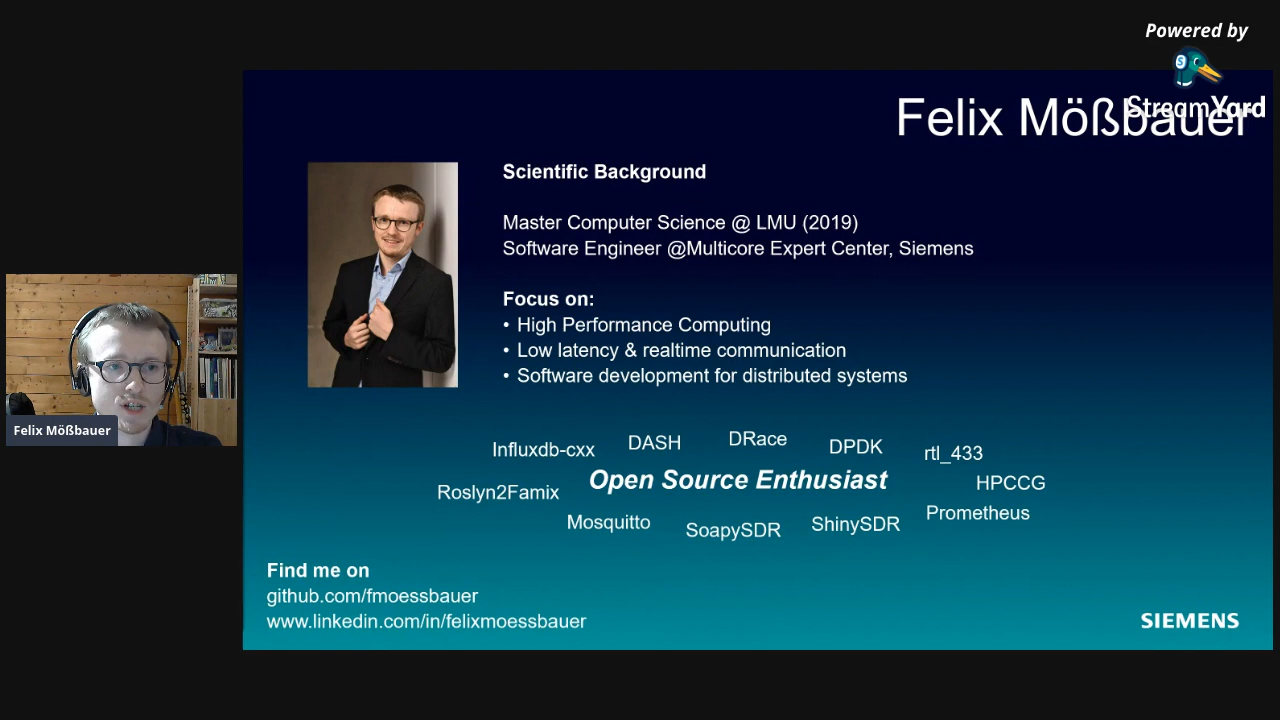 Powered by
StreamYard
Felix Mößbauer
Scientific Background
Master Computer Science @ LMU (2019)
Software Engineer @Multicore Expert Center, Siemens
Focus on:
• High Performance Computing
• Low latency & realtime communication
• Software development for distributed systems
Felix Mößbauer
Influxdb-cxx DASH DRace DPDK rtl_433
Roslyn2Famix Open Source Enthusiast HPCCG
Mosquitto SoapySDR ShinySDR Prometheus
Find me on
github.com/fmoessbauer
www.linkedin.com/in/felixmoessbauer
SIEMENS